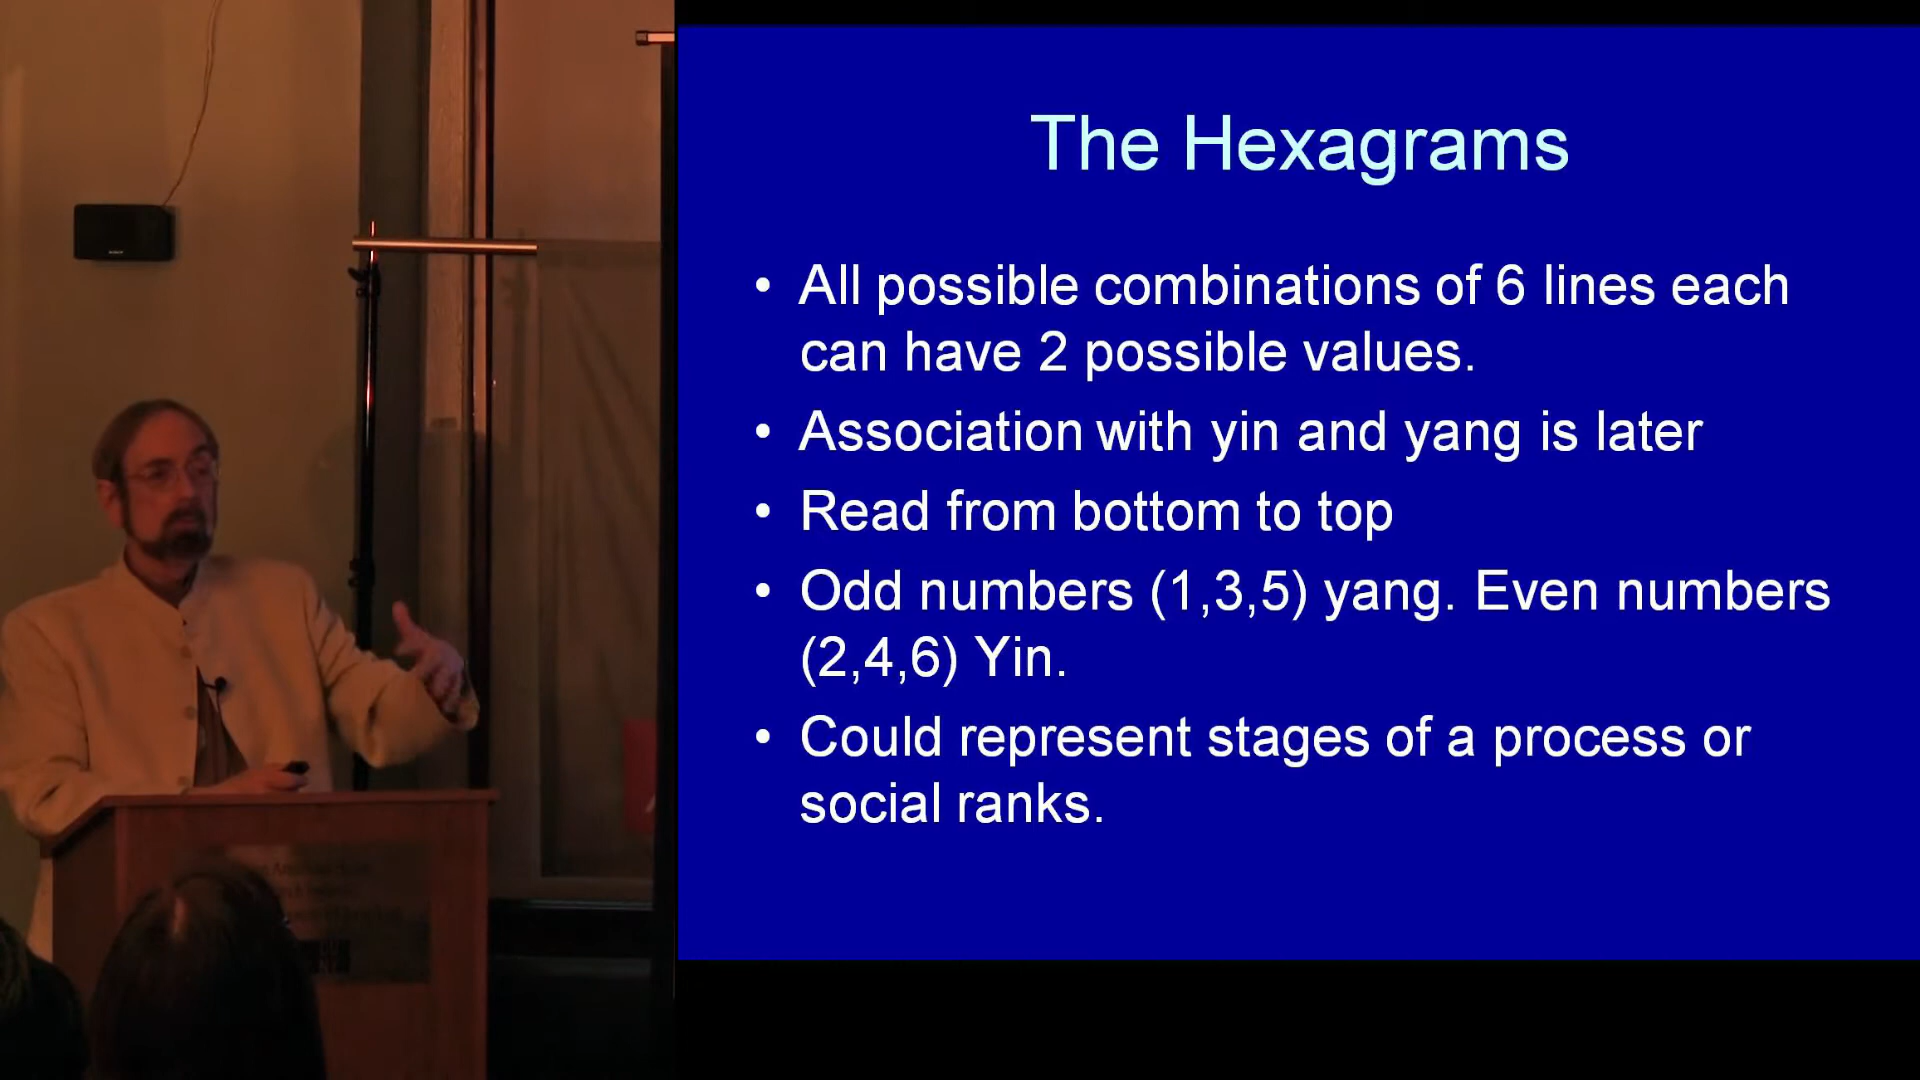 The Hexagrams
• All possible combinations of 6 lines each
can have 2 possible values.
• Association with yin and yang is later
• Read from bottom to top
• Odd numbers (1,3,5) yang. Even numbers
(2,4,6) Yin.
• Could represent stages of a process or
social ranks.